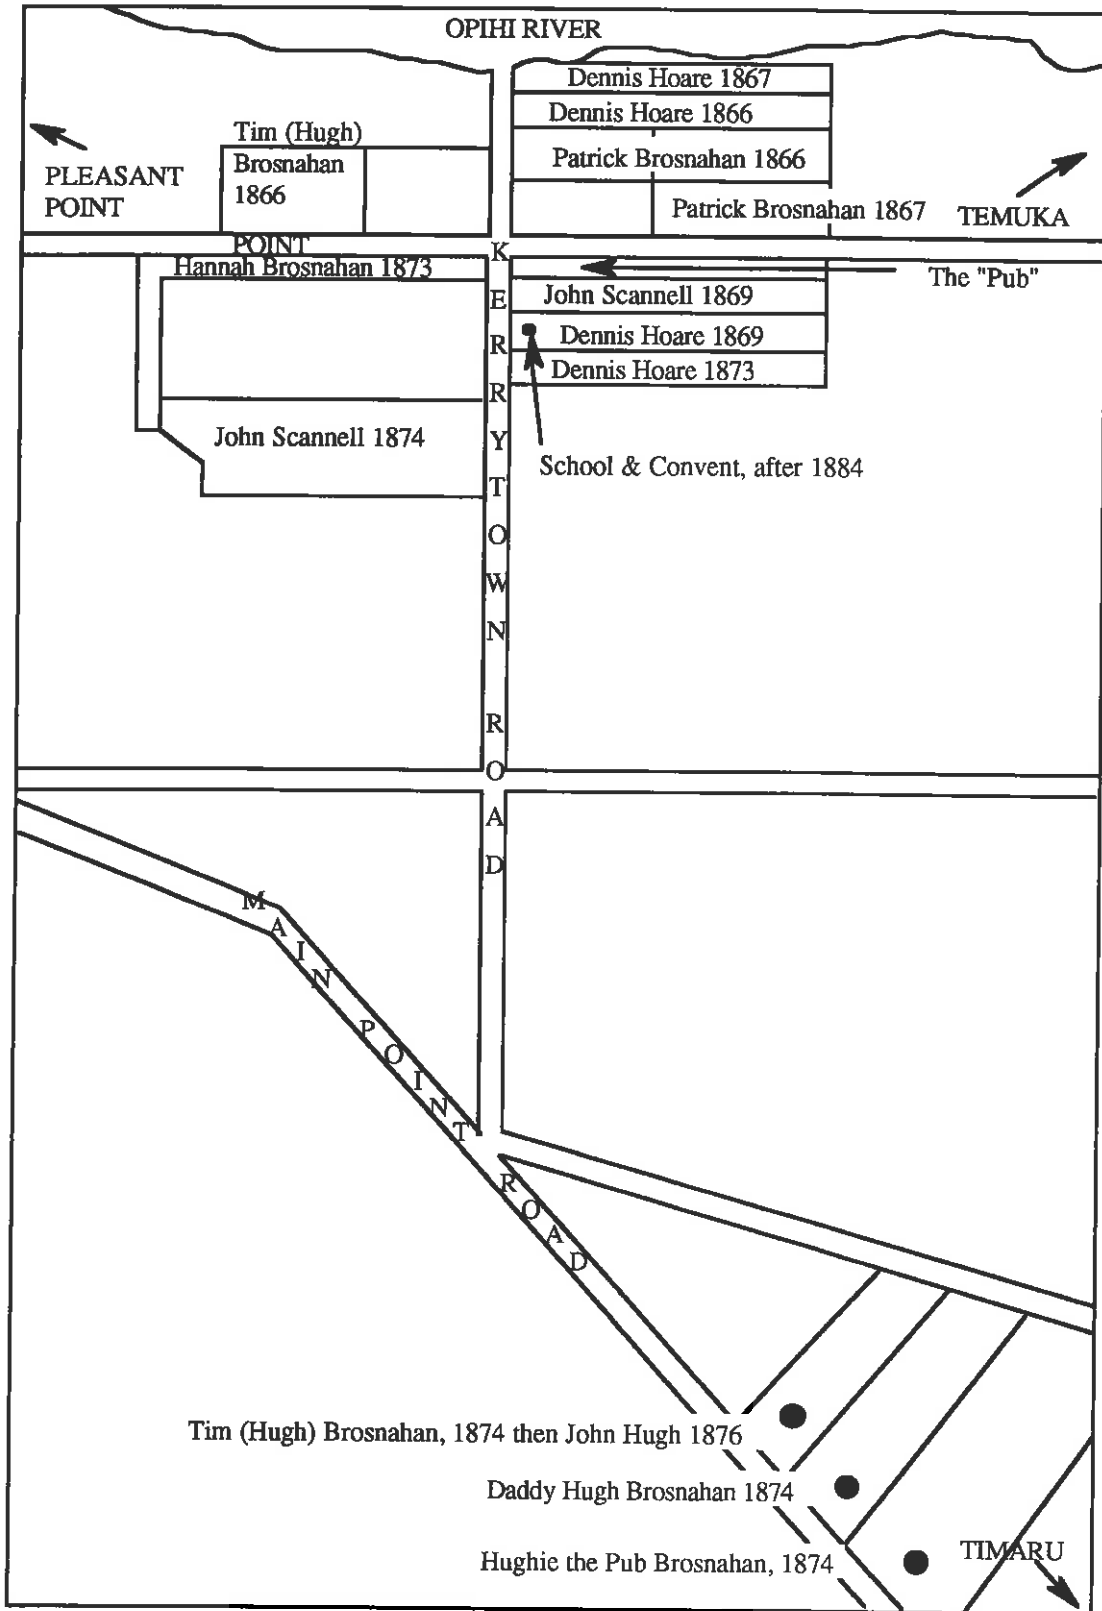 OPIHI RIVER
Dennis Hoare 1867
Dennis Hoare 1866
Tim (Hugh)
Brosnahan
1866
Patrick Brosnahan 1866
PLEASANT
POINT
Patrick Brosnahan 1867
TEMUKA
POINT
Hannah Brosnahan 1873
The "Pub"
John Scannell 1869
Dennis Hoare 1869
Dennis Hoare 1873
John Scannell 1874
School & Convent, after 1884
KERRYTOWN ROAD
MAIN POINT ROAD
Tim (Hugh) Brosnahan, 1874 then John Hugh 1876
Daddy Hugh Brosnahan 1874
Hughie the Pub Brosnahan, 1874
TIMARU